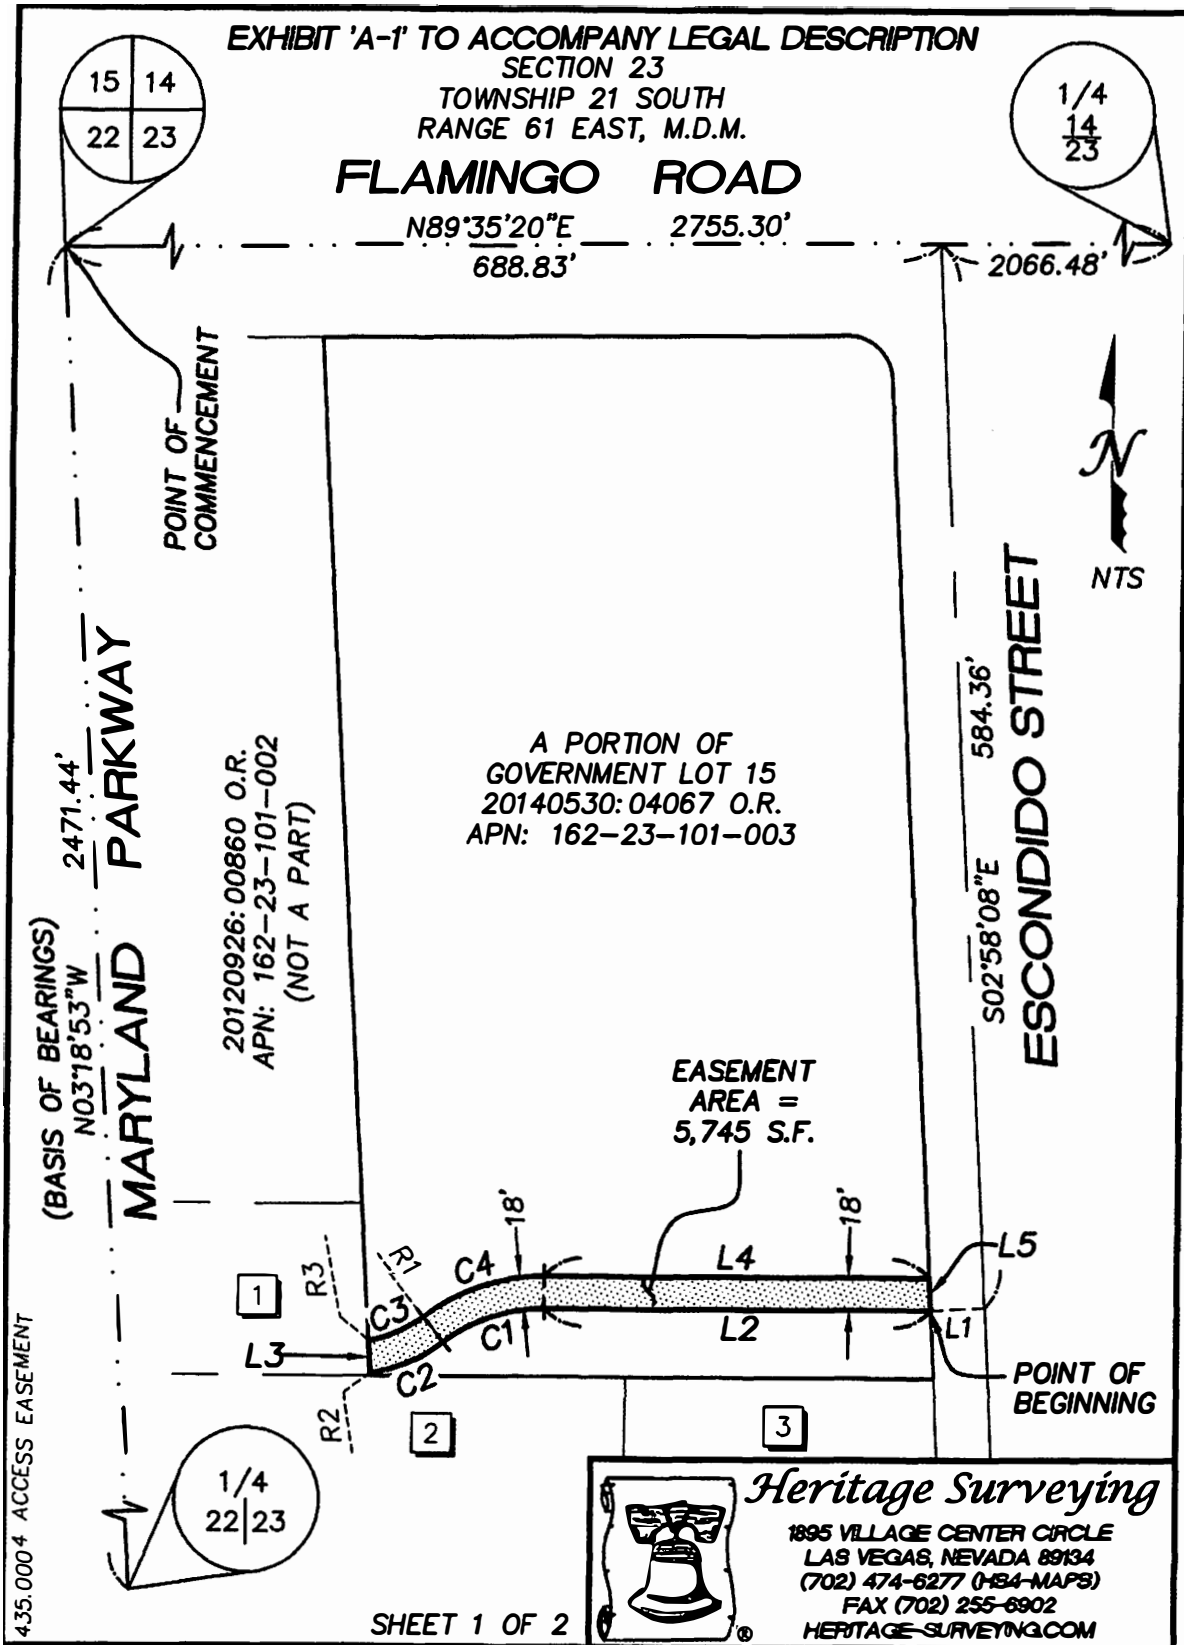 EXHIBIT 'A-1' TO ACCOMPANY LEGAL DESCRIPTION
SECTION 23
TOWNSHIP 21 SOUTH
RANGE 61 EAST, M.D.M.
15 14
22 23
1/4
14
23
FLAMINGO ROAD
N89°35'20"E 2755.30'
688.83'
2066.48'
POINT OF
COMMENCEMENT
N
NTS
(BASIS OF BEARINGS)
N03°18'53"W 2471.44'
MARYLAND PARKWAY
20120926:00860 O.R.
APN: 162-23-101-002
(NOT A PART)
A PORTION OF
GOVERNMENT LOT 15
20140530:04067 O.R.
APN: 162-23-101-003
S02°58'08"E 584.36'
ESCONDIDO STREET
EASEMENT
AREA =
5,745 S.F.
18'
18'
R1
R3
C4
L4
L5
1
C3
C1
L2
L1
L3
C2
R2
POINT OF
BEGINNING
2
3
1/4
22 23
435.0004 ACCESS EASEMENT
SHEET 1 OF 2
Heritage Surveying
1895 VILLAGE CENTER CIRCLE
LAS VEGAS, NEVADA 89134
(702) 474-6277 (HS4-MAPS)
FAX (702) 255-6902
HERITAGE-SURVEYING.COM
®